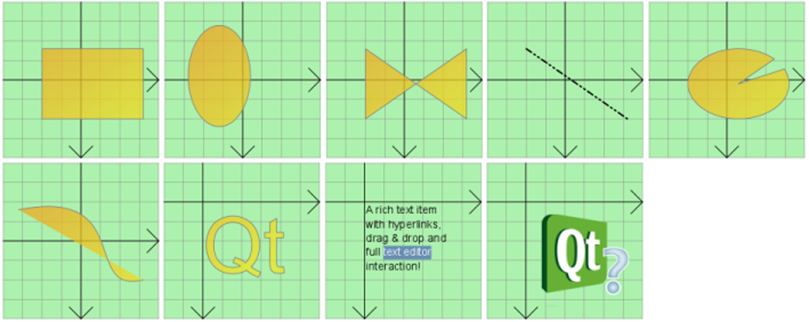 Qt
A rich text item
with hyperlinks,
drag & drop and
full text editor
interaction!
Qt?